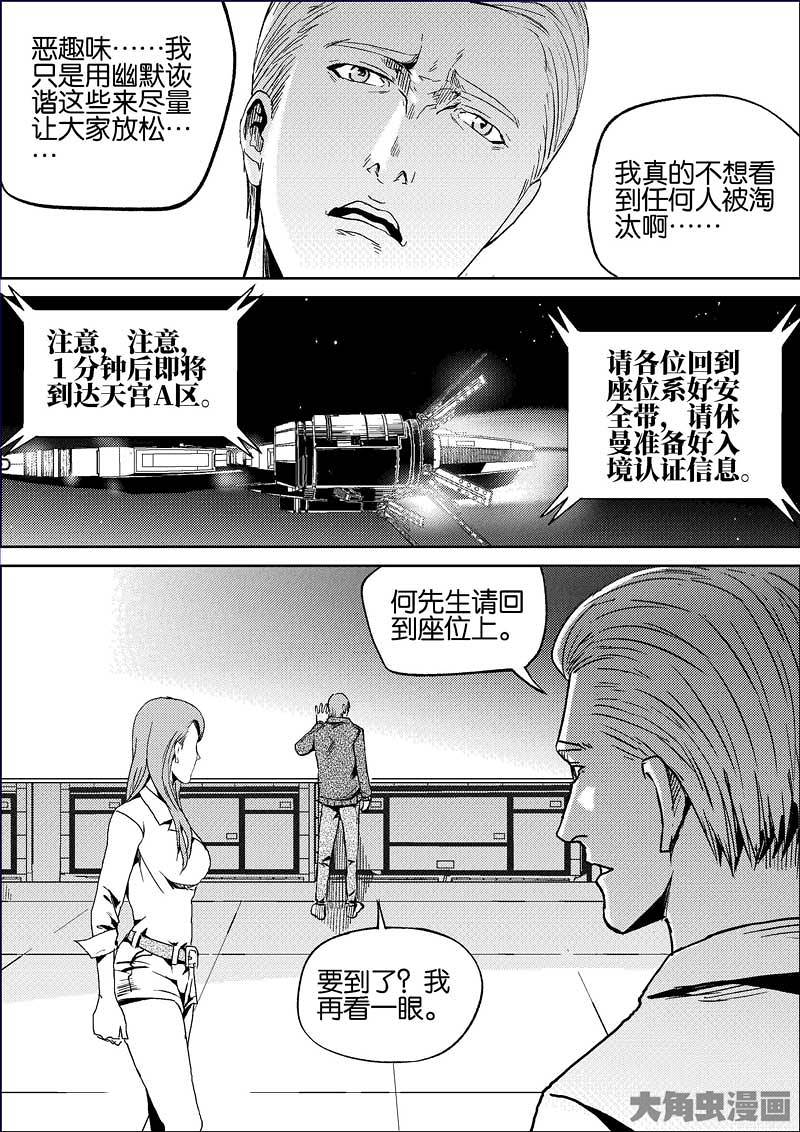 恶趣味……我
只是用幽默诙
谐这些来尽量
让大家放松…
…
我真的不想看
到任何人被淘
汰啊……
注意，注意，
1分钟后即将
到达天宫A区。
请各位回到
座位系好安
全带，请休
曼准备好入
境认证信息。
何先生请回
到座位上。
要到了？我
再看一眼。
大角虫漫画